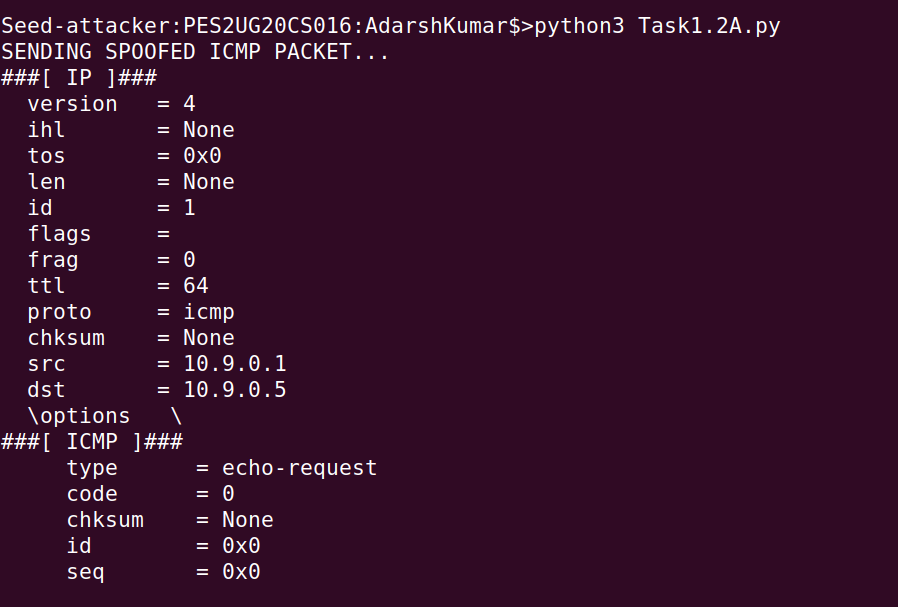 Seed-attacker:PES2UG20CS016:AdarshKumar$>python3 Task1.2A.py
SENDING SPOOFED ICMP PACKET...
###[ IP ]###
  version   = 4
  ihl       = None
  tos       = 0x0
  len       = None
  id        = 1
  flags     =
  frag      = 0
  ttl       = 64
  proto     = icmp
  chksum    = None
  src       = 10.9.0.1
  dst       = 10.9.0.5
  \options   \
###[ ICMP ]###
     type      = echo-request
     code      = 0
     chksum    = None
     id        = 0x0
     seq       = 0x0